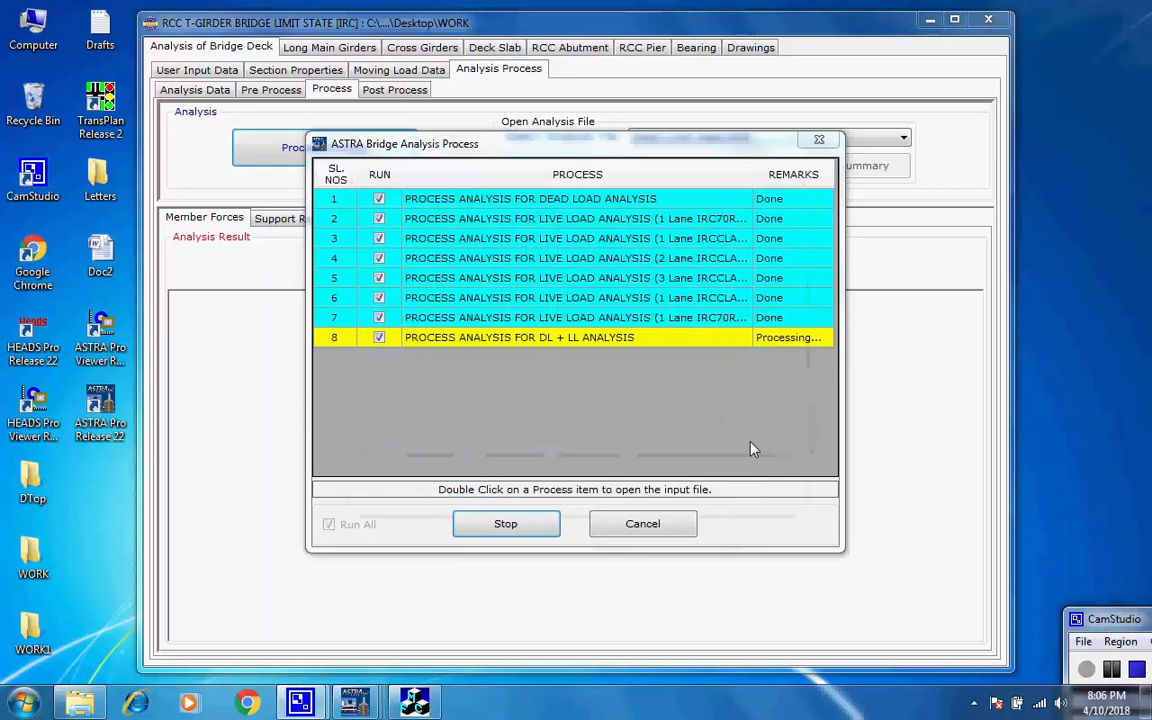 RCC T-GIRDER BRIDGE LIMIT STATE [IRC] : C:\....\Desktop\WORK
Analysis of Bridge Deck
Long Main Girders
Cross Girders
Deck Slab
RCC Abutment
RCC Pier
Bearing
Drawings
User Input Data
Section Properties
Moving Load Data
Analysis Process
Analysis Data
Pre Process
Process
Post Process
Analysis
Open Analysis File
Proc
ummary
Member Forces
Support R
Analysis Result
ASTRA Bridge Analysis Process
SL. NOS
RUN
PROCESS
REMARKS
1 PROCESS ANALYSIS FOR DEAD LOAD ANALYSIS Done
2 PROCESS ANALYSIS FOR LIVE LOAD ANALYSIS (1 Lane IRC70R... Done
3 PROCESS ANALYSIS FOR LIVE LOAD ANALYSIS (1 Lane IRCCLA... Done
4 PROCESS ANALYSIS FOR LIVE LOAD ANALYSIS (2 Lane IRCCLA... Done
5 PROCESS ANALYSIS FOR LIVE LOAD ANALYSIS (3 Lane IRCCLA... Done
6 PROCESS ANALYSIS FOR LIVE LOAD ANALYSIS (1 Lane IRCCLA... Done
7 PROCESS ANALYSIS FOR LIVE LOAD ANALYSIS (1 Lane IRC70R... Done
8 PROCESS ANALYSIS FOR DL + LL ANALYSIS Processing...
Double Click on a Process item to open the input file.
Run All
Stop
Cancel
Computer
Drafts
Recycle Bin
TransPlan
Release 2
CamStudio
Letters
Google
Chrome
Doc2
HEADS Pro
Release 22
ASTRA Pro
Viewer R...
HEADS Pro
Viewer R...
ASTRA Pro
Release 22
DTop
WORK
WORK1
CamStudio
File
Region
8:06 PM
4/10/2018